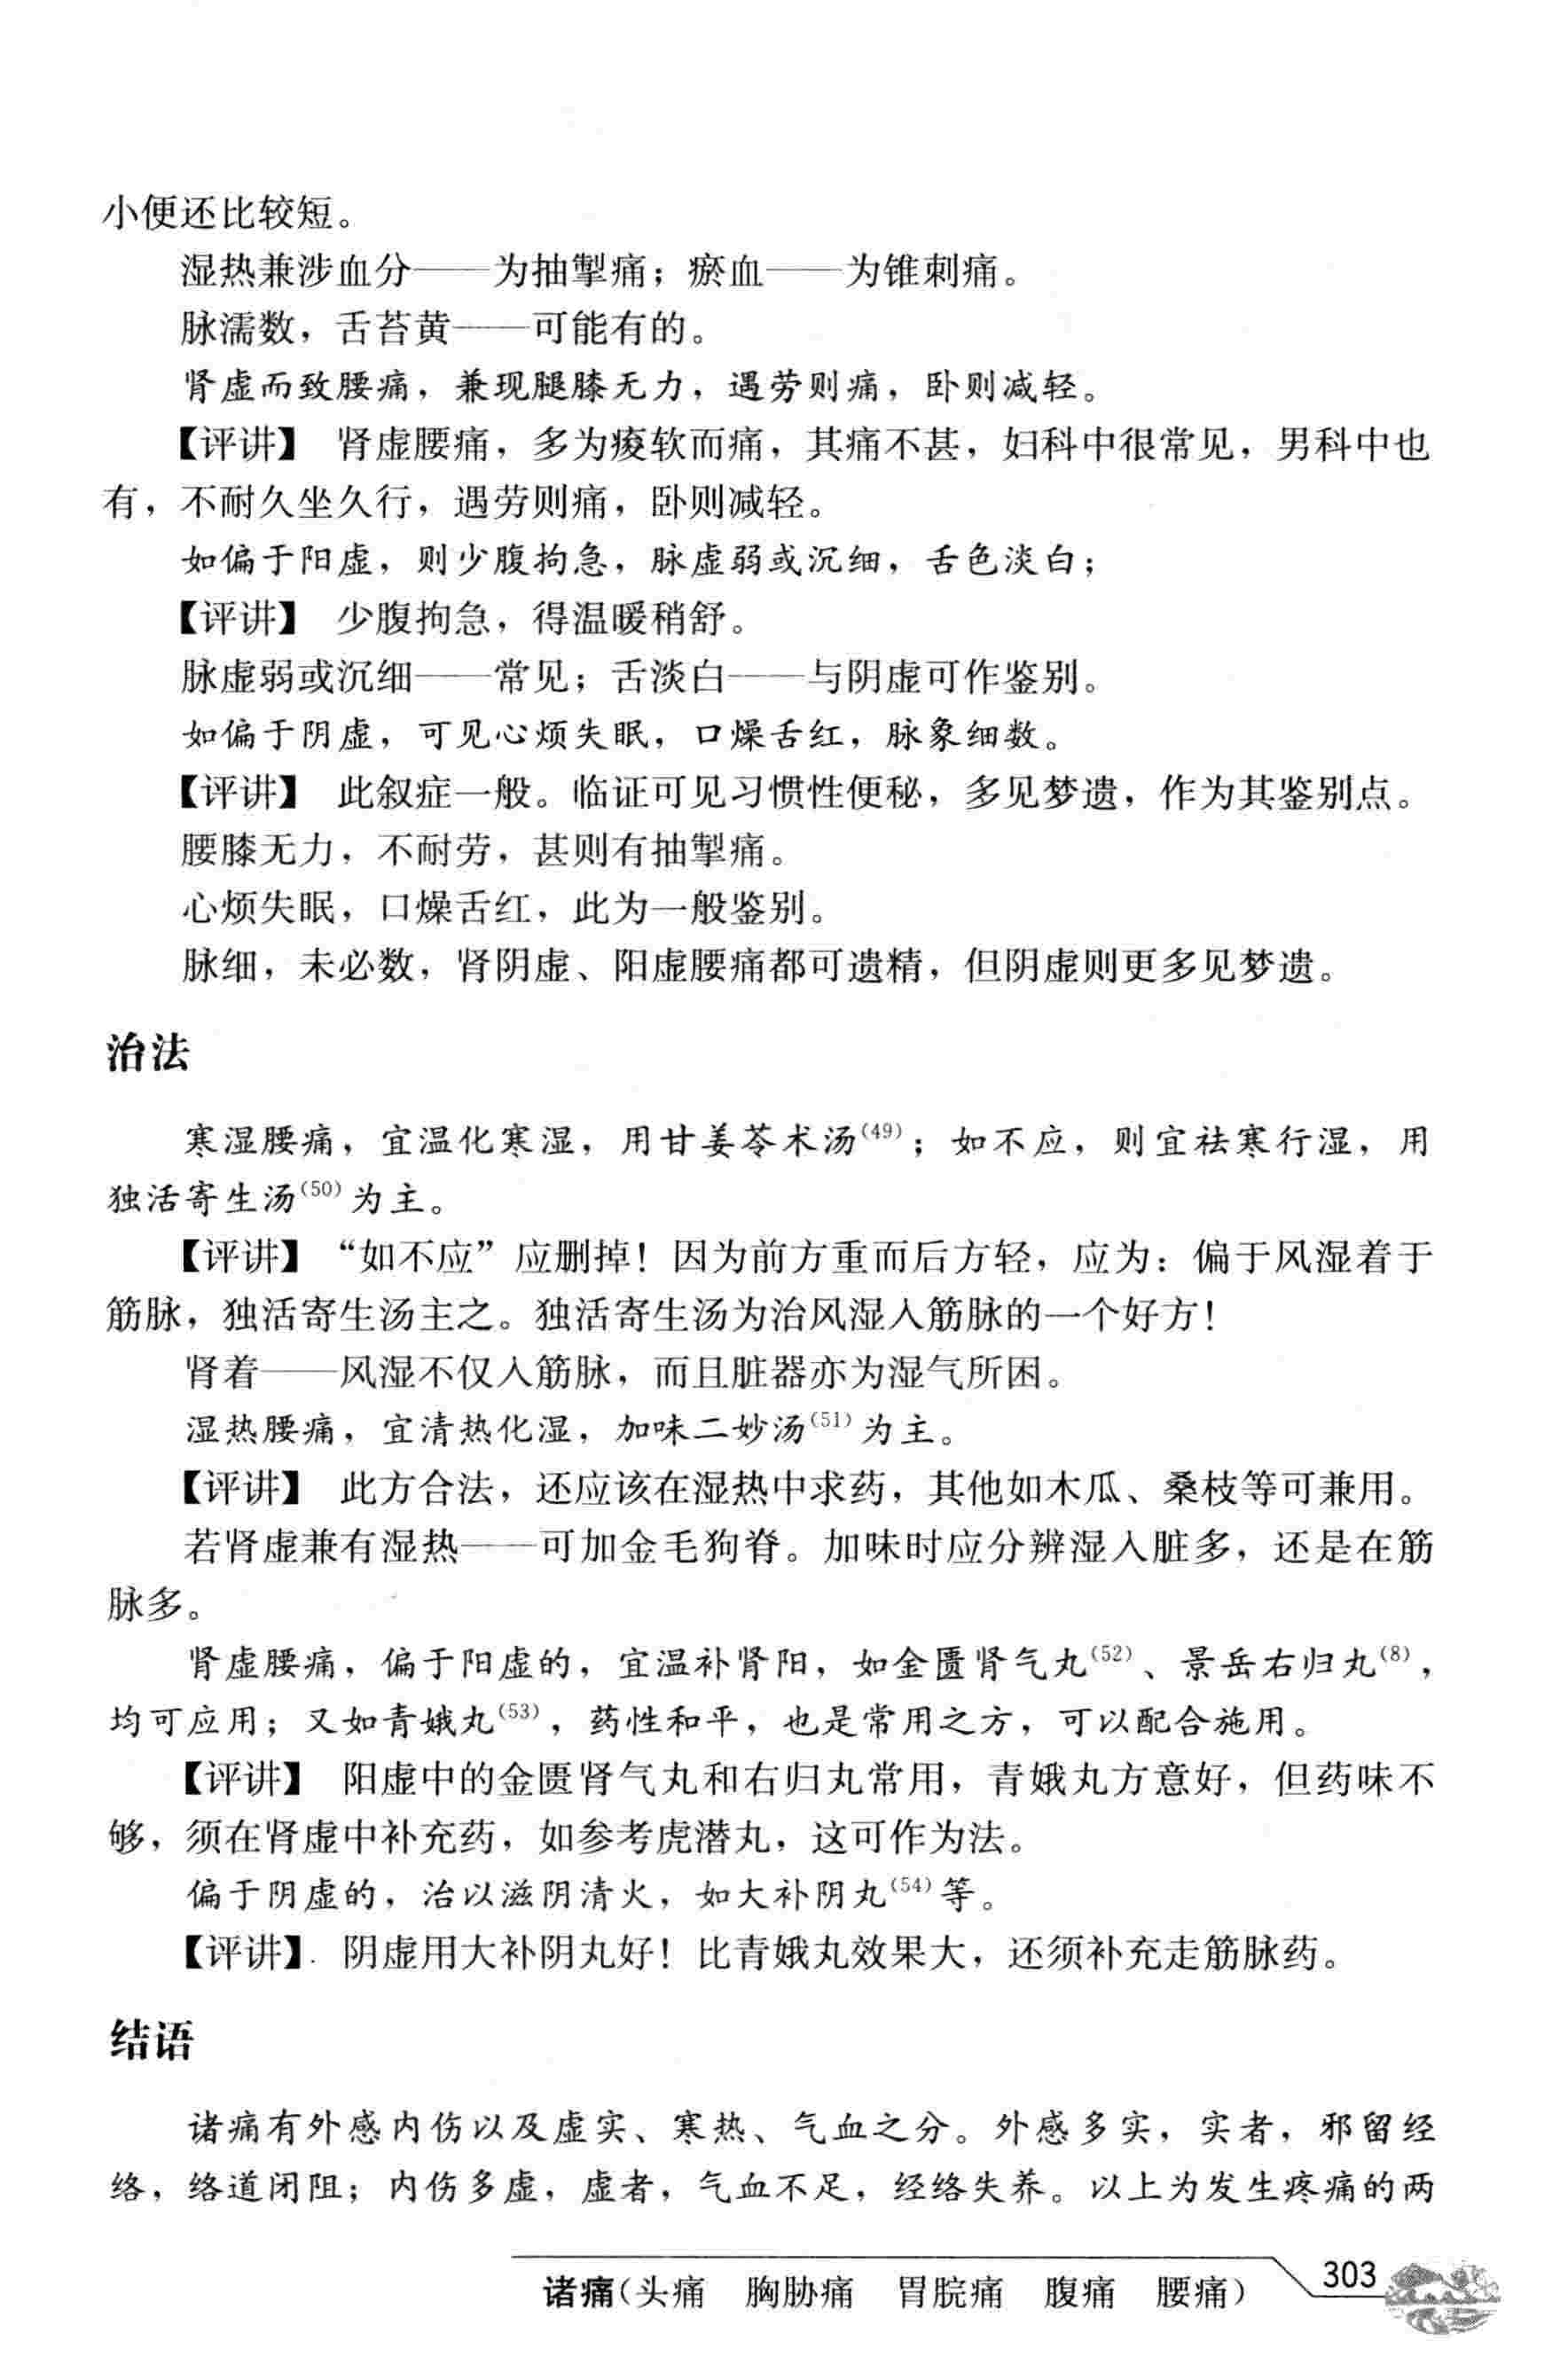 小便还比较短。
湿热兼涉血分——为抽掣痛；瘀血——为锥刺痛。
脉濡数，舌苔黄——可能有的。
肾虚而致腰痛，兼现腿膝无力，遇劳则痛，卧则减轻。
【评讲】 肾虚腰痛，多为痠软而痛，其痛不甚，妇科中很常见，男科中也
有，不耐久坐久行，遇劳则痛，卧则减轻。
如偏于阳虚，则少腹拘急，脉虚弱或沉细，舌色淡白；
【评讲】 少腹拘急，得温暖稍舒。
脉虚弱或沉细——常见；舌淡白——与阴虚可作鉴别。
如偏于阴虚，可见心烦失眠，口燥舌红，脉象细数。
【评讲】 此叙症一般。临证可见习惯性便秘，多见梦遗，作为其鉴别点。
腰膝无力，不耐劳，甚则有抽掣痛。
心烦失眠，口燥舌红，此为一般鉴别。
脉细，未必数，肾阴虚、阳虚腰痛都可遗精，但阴虚则更多见梦遗。
治法
寒湿腰痛，宜温化寒湿，用甘姜苓术汤(49)；如不应，则宜祛寒行湿，用
独活寄生汤(50)为主。
【评讲】 “如不应”应删掉！因为前方重而后方轻，应为：偏于风湿着于
筋脉，独活寄生汤主之。独活寄生汤为治风湿入筋脉的一个好方！
肾着——风湿不仅入筋脉，而且脏器亦为湿气所困。
湿热腰痛，宜清热化湿，加味二妙汤(51)为主。
【评讲】 此方合法，还应该在湿热中求药，其他如木瓜、桑枝等可兼用。
若肾虚兼有湿热——可加金毛狗脊。加味时应分辨湿入脏多，还是在筋
脉多。
肾虚腰痛，偏于阳虚的，宜温补肾阳，如金匮肾气丸(52)、景岳右归丸(8)，
均可应用；又如青娥丸(53)，药性和平，也是常用之方，可以配合施用。
【评讲】 阳虚中的金匮肾气丸和右归丸常用，青娥丸方意好，但药味不
够，须在肾虚中补充药，如参考虎潜丸，这可作为法。
偏于阴虚的，治以滋阴清火，如大补阴丸(54)等。
【评讲】 阴虚用大补阴丸好！比青娥丸效果大，还须补充走筋脉药。
结语
诸痛有外感内伤以及虚实、寒热、气血之分。外感多实，实者，邪留经
络，络道闭阻；内伤多虚，虚者，气血不足，经络失养。以上为发生疼痛的两
诸痛(头痛 胸胁痛 胃脘痛 腹痛 腰痛) 303